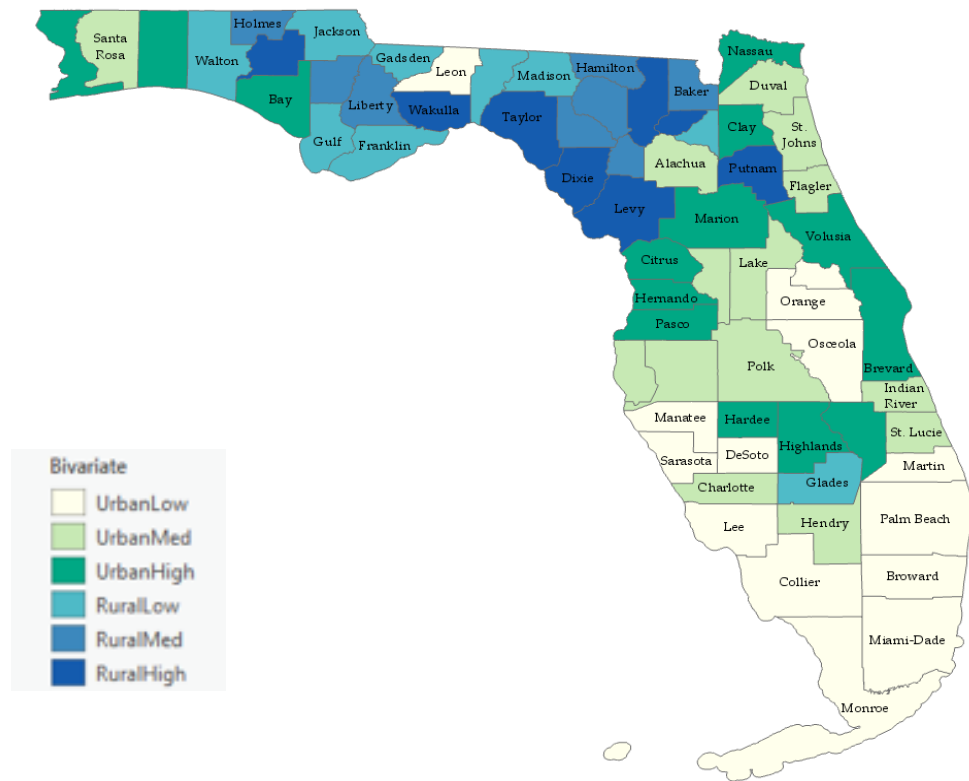 Holmes
Santa
Rosa
Walton
Jackson
Gadsden
Leon
Madison
Hamilton
Baker
Nassau
Duval
Bay
Liberty
Wakulla
Taylor
Clay
St.
Johns
Gulf
Franklin
Alachua
Putnam
Dixie
Flagler
Levy
Marion
Volusia
Citrus
Lake
Hernando
Orange
Pasco
Osceola
Polk
Brevard
Indian
River
Manatee
Hardee
Highlands
St. Lucie
DeSoto
Sarasota
Martin
Charlotte
Glades
Lee
Hendry
Palm Beach
Collier
Broward
Miami-Dade
Monroe
Bivariate
UrbanLow
UrbanMed
UrbanHigh
RuralLow
RuralMed
RuralHigh